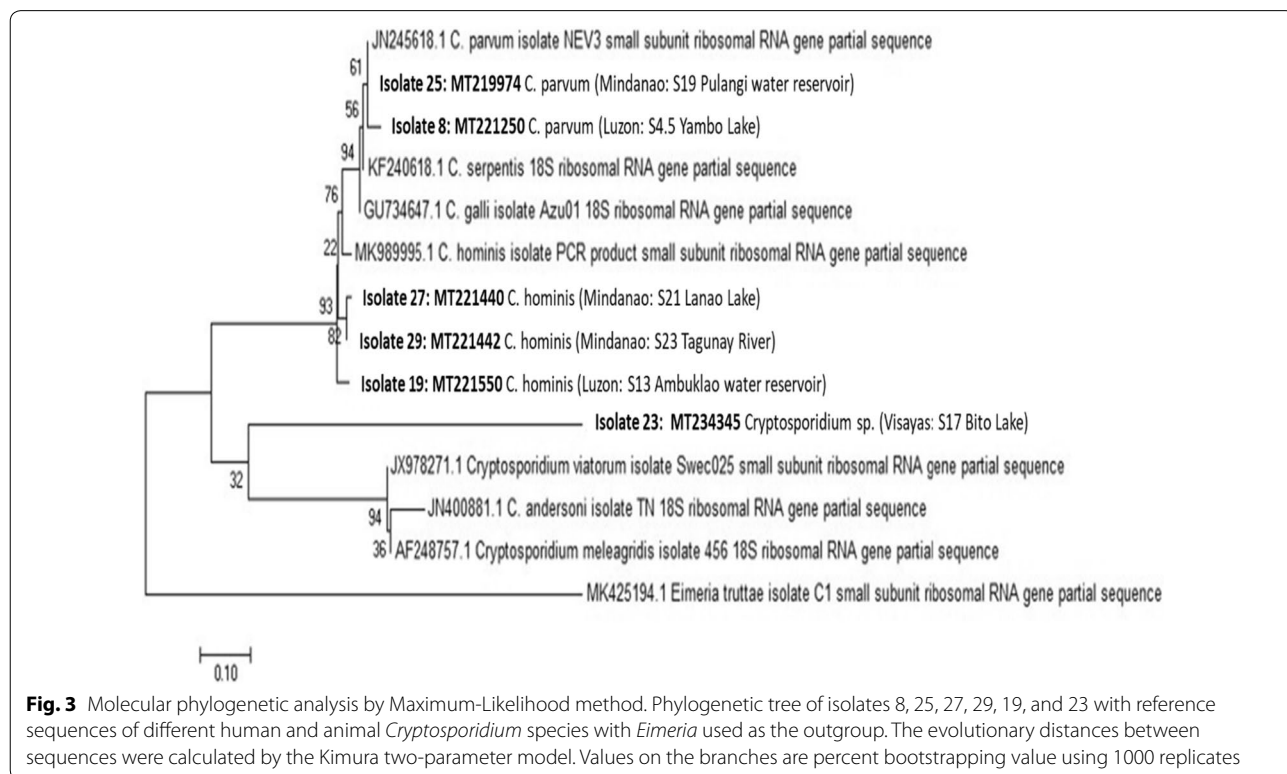 JN245618.1 C. parvum isolate NEV3 small subunit ribosomal RNA gene partial sequence
61
Isolate 25: MT219974 C. parvum (Mindanao: S19 Pulangi water reservoir)
56
Isolate 8: MT221250 C. parvum (Luzon: S4.5 Yambo Lake)
94
KF240618.1 C. serpentis 18S ribosomal RNA gene partial sequence
76
GU734647.1 C. galli isolate Azu01 18S ribosomal RNA gene partial sequence
22
MK989995.1 C. hominis isolate PCR product small subunit ribosomal RNA gene partial sequence
Isolate 27: MT221440 C. hominis (Mindanao: S21 Lanao Lake)
93
82
Isolate 29: MT221442 C. hominis (Mindanao: S23 Tagunay River)
Isolate 19: MT221550 C. hominis (Luzon: S13 Ambuklao water reservoir)
Isolate 23: MT234345 Cryptosporidium sp. (Visayas: S17 Bito Lake)
JX978271.1 Cryptosporidium viatorum isolate Swec025 small subunit ribosomal RNA gene partial sequence
32
JN400881.1 C. andersoni isolate TN 18S ribosomal RNA gene partial sequence
94
36
AF248757.1 Cryptosporidium meleagridis isolate 456 18S ribosomal RNA gene partial sequence
MK425194.1 Eimeria truttae isolate C1 small subunit ribosomal RNA gene partial sequence
0.10
Fig. 3 Molecular phylogenetic analysis by Maximum-Likelihood method. Phylogenetic tree of isolates 8, 25, 27, 29, 19, and 23 with reference
sequences of different human and animal Cryptosporidium species with Eimeria used as the outgroup. The evolutionary distances between
sequences were calculated by the Kimura two-parameter model. Values on the branches are percent bootstrapping value using 1000 replicates